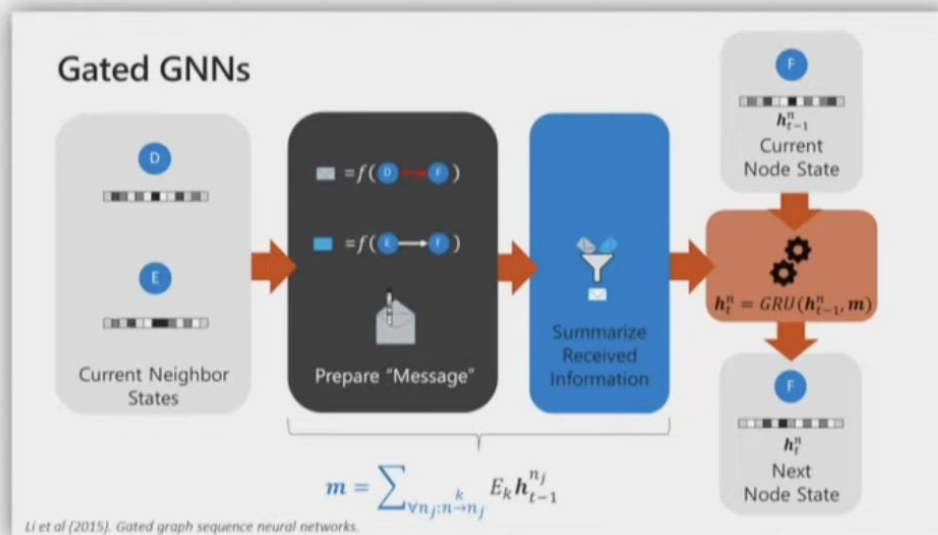 Gated GNNs
D
E
Current Neighbor
States
=f( D F )
=f( E F )
Prepare "Message"
Summarize
Received
Information
F
h^n_{t-1}
Current
Node State
h^n_t = GRU(h^n_{t-1}, m)
F
h^n_t
Next
Node State
m = ∑_{∀n_j:n→^k n_j} E_k h^{n_j}_{t-1}
Li et al (2015). Gated graph sequence neural networks.